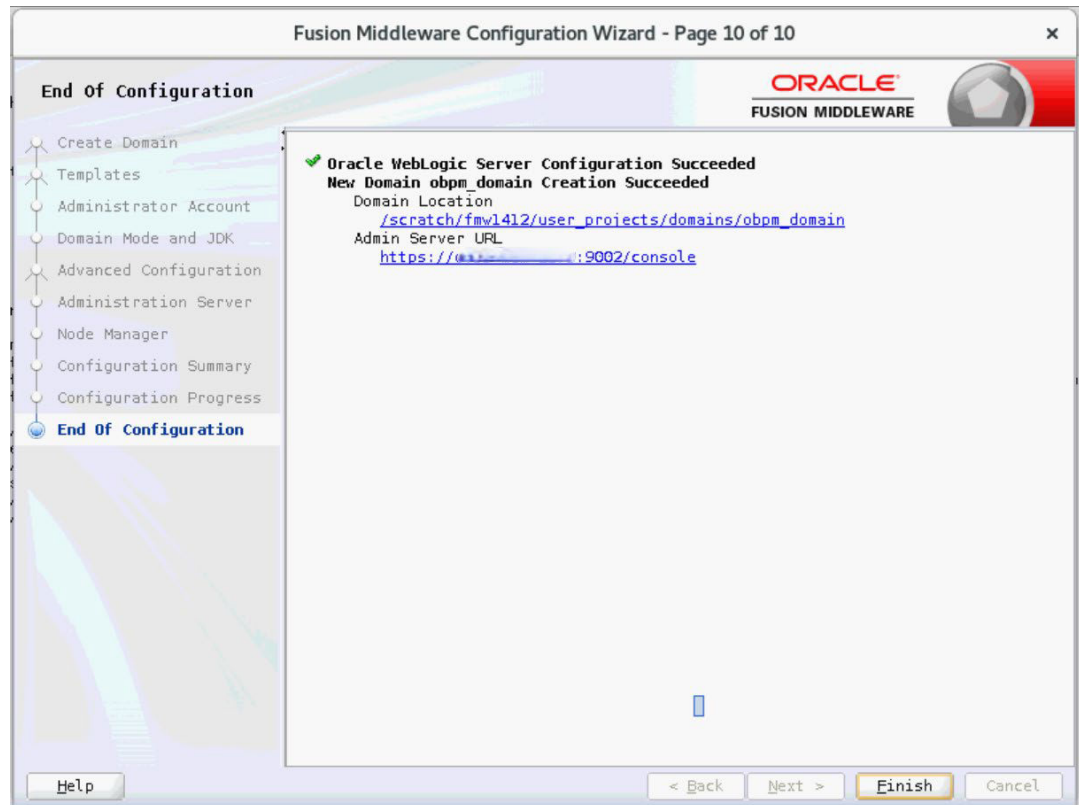 Fusion Middleware Configuration Wizard - Page 10 of 10
End Of Configuration
ORACLE
FUSION MIDDLEWARE
Create Domain
Templates
Administrator Account
Domain Mode and JDK
Advanced Configuration
Administration Server
Node Manager
Configuration Summary
Configuration Progress
End Of Configuration
Oracle WebLogic Server Configuration Succeeded
New Domain obpm_domain Creation Succeeded
Domain Location
/scratch/fmw1412/user_projects/domains/obpm_domain
Admin Server URL
https:// :9002/console
Help
< Back
Next >
Finish
Cancel